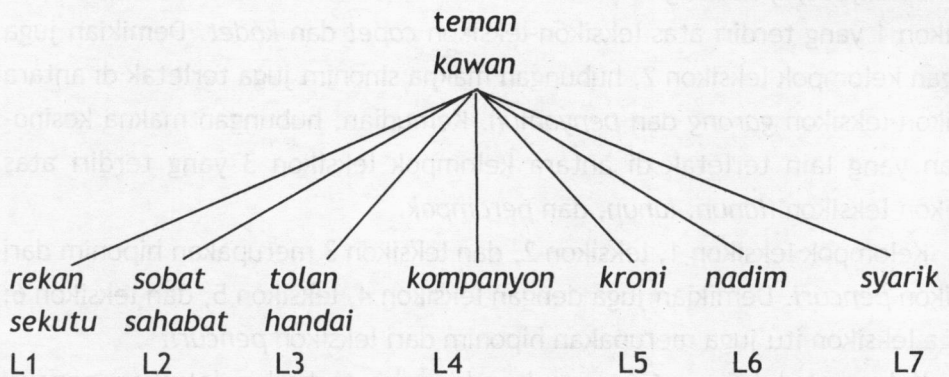 teman
kawan
rekan sobat tolan kompanyon kroni nadim syarik
sekutu sahabat handai
L1 L2 L3 L4 L5 L6 L7